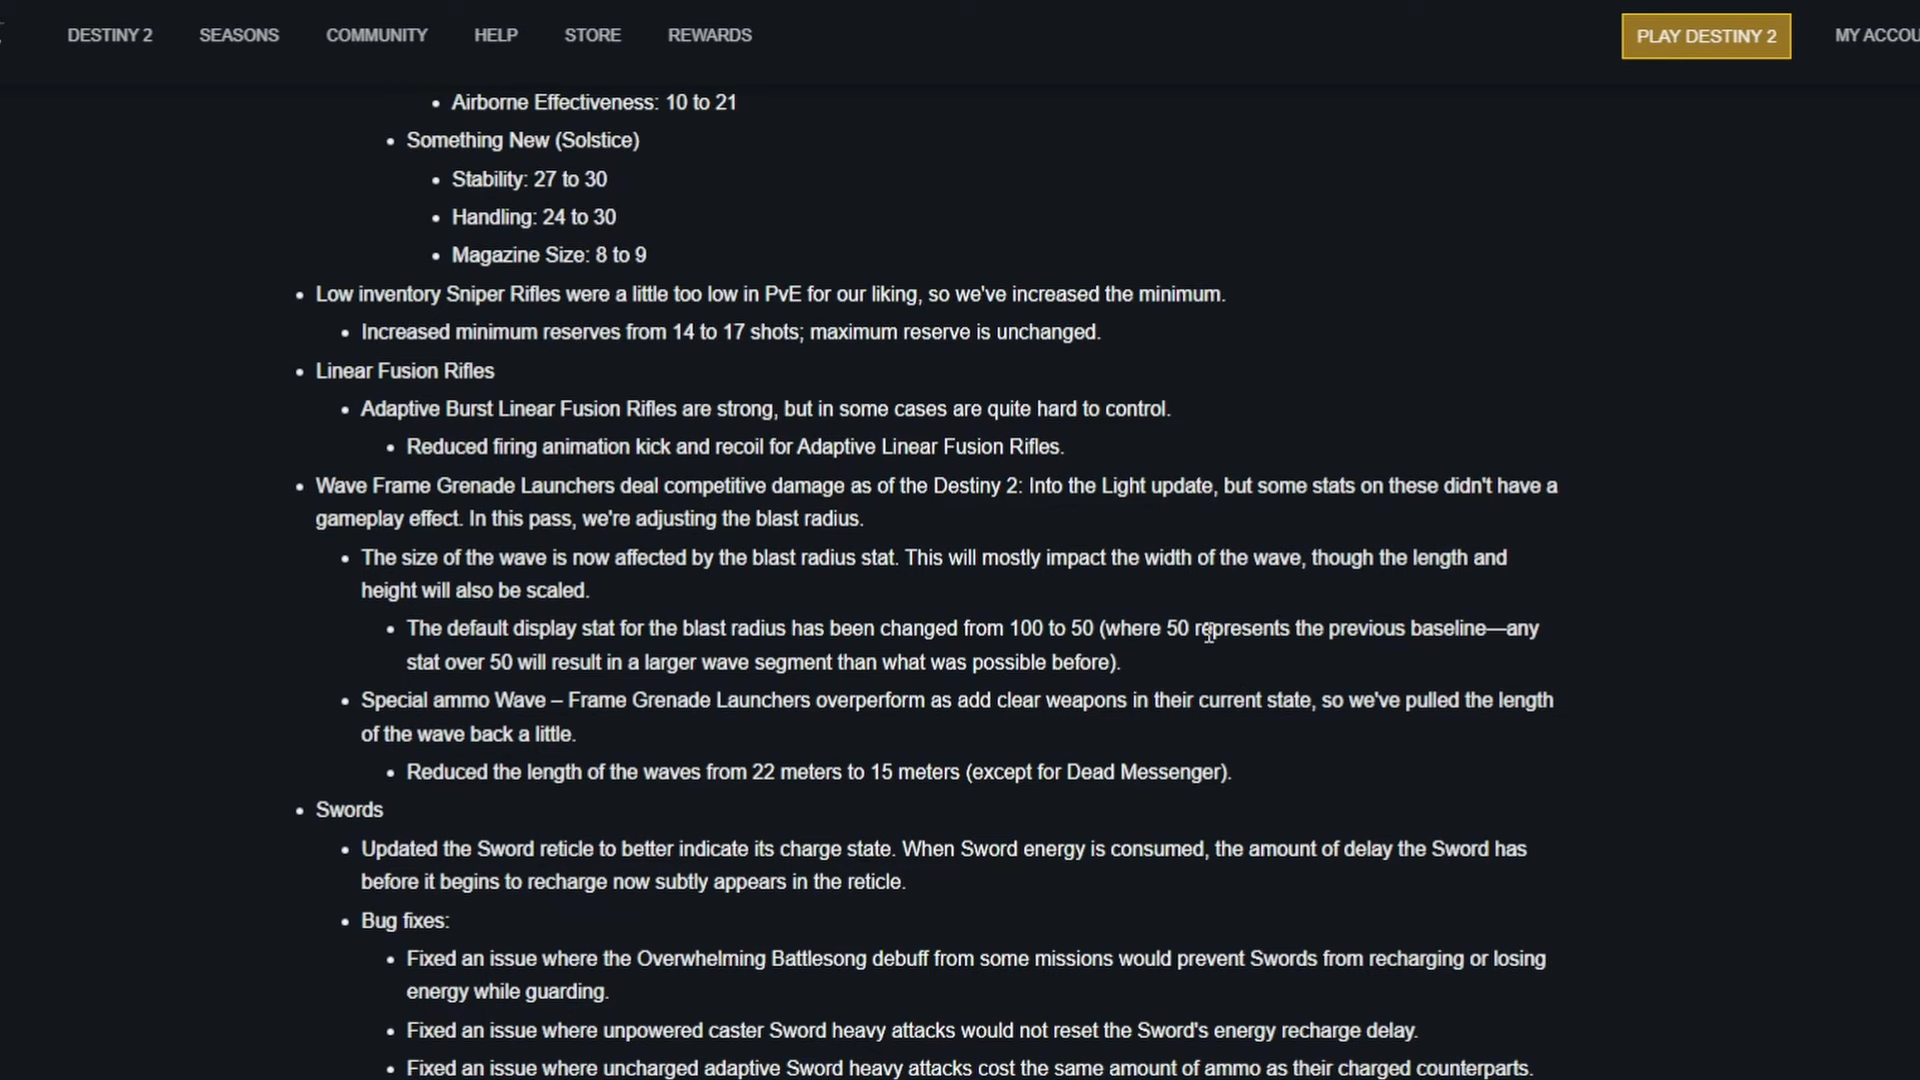 DESTINY 2 SEASONS COMMUNITY HELP STORE REWARDS PLAY DESTINY 2 MY ACCOU
• Airborne Effectiveness: 10 to 21
• Something New (Solstice)
• Stability: 27 to 30
• Handling: 24 to 30
• Magazine Size: 8 to 9
• Low inventory Sniper Rifles were a little too low in PvE for our liking, so we've increased the minimum.
• Increased minimum reserves from 14 to 17 shots; maximum reserve is unchanged.
• Linear Fusion Rifles
• Adaptive Burst Linear Fusion Rifles are strong, but in some cases are quite hard to control.
• Reduced firing animation kick and recoil for Adaptive Linear Fusion Rifles.
• Wave Frame Grenade Launchers deal competitive damage as of the Destiny 2: Into the Light update, but some stats on these didn't have a
gameplay effect. In this pass, we're adjusting the blast radius.
• The size of the wave is now affected by the blast radius stat. This will mostly impact the width of the wave, though the length and
height will also be scaled.
• The default display stat for the blast radius has been changed from 100 to 50 (where 50 represents the previous baseline—any
stat over 50 will result in a larger wave segment than what was possible before).
• Special ammo Wave – Frame Grenade Launchers overperform as add clear weapons in their current state, so we've pulled the length
of the wave back a little.
• Reduced the length of the waves from 22 meters to 15 meters (except for Dead Messenger).
• Swords
• Updated the Sword reticle to better indicate its charge state. When Sword energy is consumed, the amount of delay the Sword has
before it begins to recharge now subtly appears in the reticle.
• Bug fixes:
• Fixed an issue where the Overwhelming Battlesong debuff from some missions would prevent Swords from recharging or losing
energy while guarding.
• Fixed an issue where unpowered caster Sword heavy attacks would not reset the Sword's energy recharge delay.
• Fixed an issue where uncharged adaptive Sword heavy attacks cost the same amount of ammo as their charged counterparts.